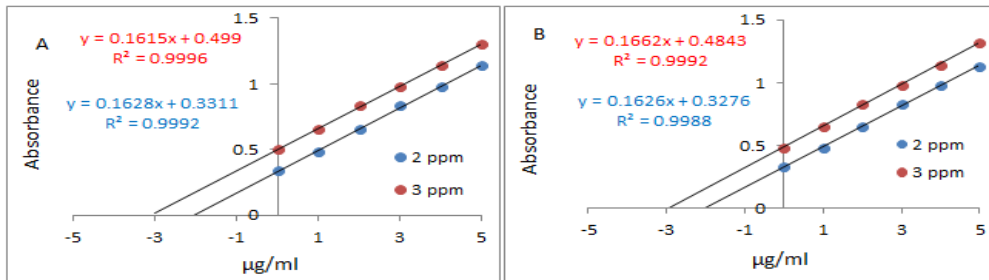 A
y = 0.1615x + 0.499
R² = 0.9996
y = 0.1628x + 0.3311
R² = 0.9992
Absorbance
1.5
1
0.5
0
2 ppm
3 ppm
-5 -3 -1 1 3 5
µg/ml
B
y = 0.1662x + 0.4843
R² = 0.9992
y = 0.1626x + 0.3276
R² = 0.9988
Absorbance
1.5
1
0.5
0
2 ppm
3 ppm
-5 -3 -1 1 3 5
µg/ml